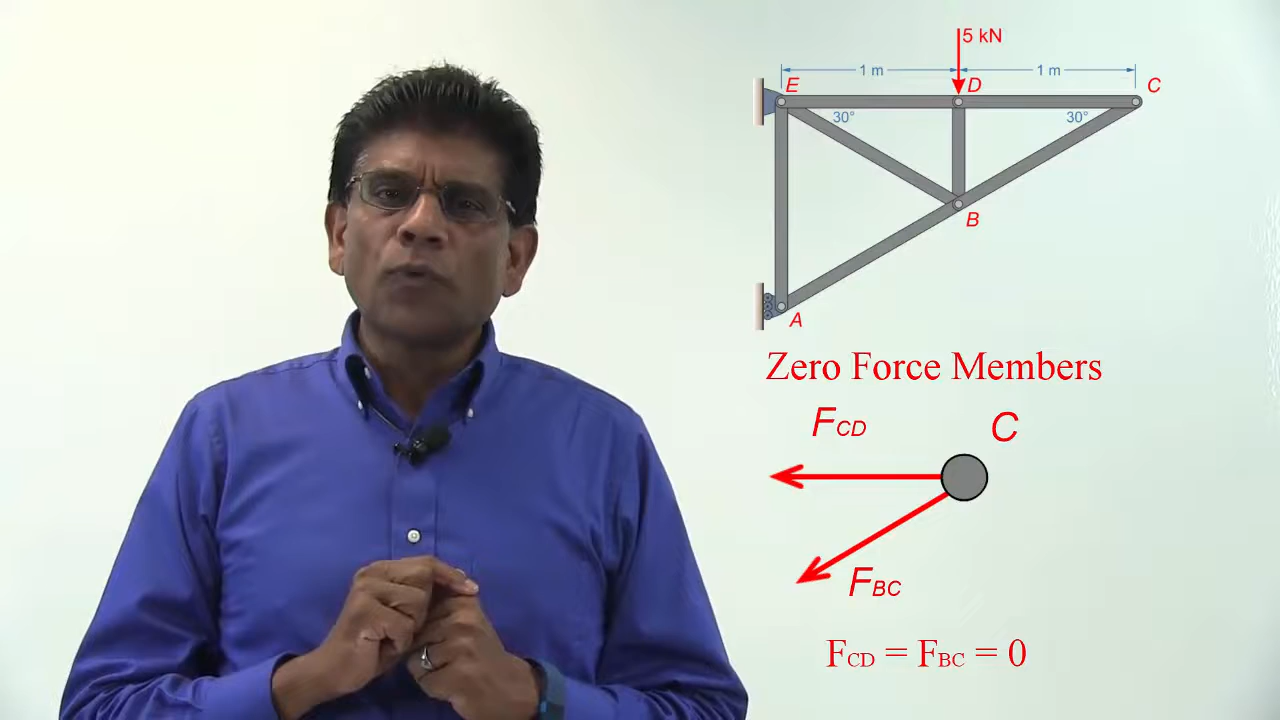 5 kN
1 m 1 m
E D C
30° 30°
B
A
Zero Force Members
FCD C
FBC
FCD = FBC = 0